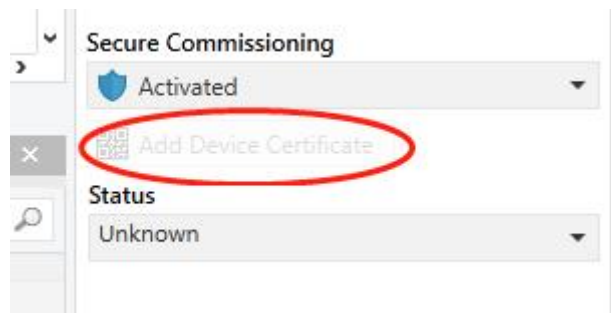 Secure Commissioning
Activated
Add Device Certificate
Status
Unknown